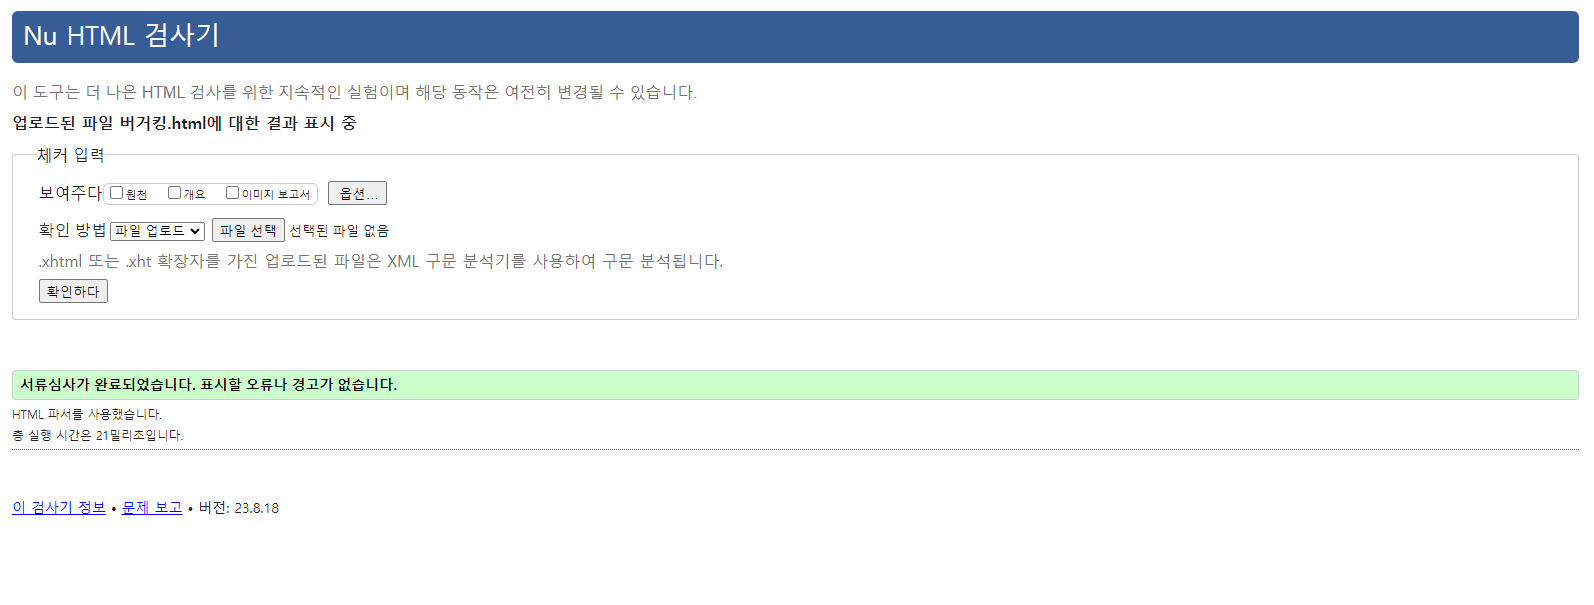 Nu HTML 검사기
이 도구는 더 나은 HTML 검사를 위한 지속적인 실험이며 해당 동작은 여전히 변경될 수 있습니다.
업로드된 파일 버거킹.html에 대한 결과 표시 중
체커 입력
보여주다 원천 개요 이미지 보고서 옵션...
확인 방법 파일 업로드 파일 선택 선택된 파일 없음
.xhtml 또는 .xht 확장자를 가진 업로드된 파일은 XML 구문 분석기를 사용하여 구문 분석됩니다.
확인하다
서류심사가 완료되었습니다. 표시할 오류나 경고가 없습니다.
HTML 파서를 사용했습니다.
총 실행 시간은 21밀리초입니다.
이 검사기 정보 • 문제 보고 • 버전: 23.8.18